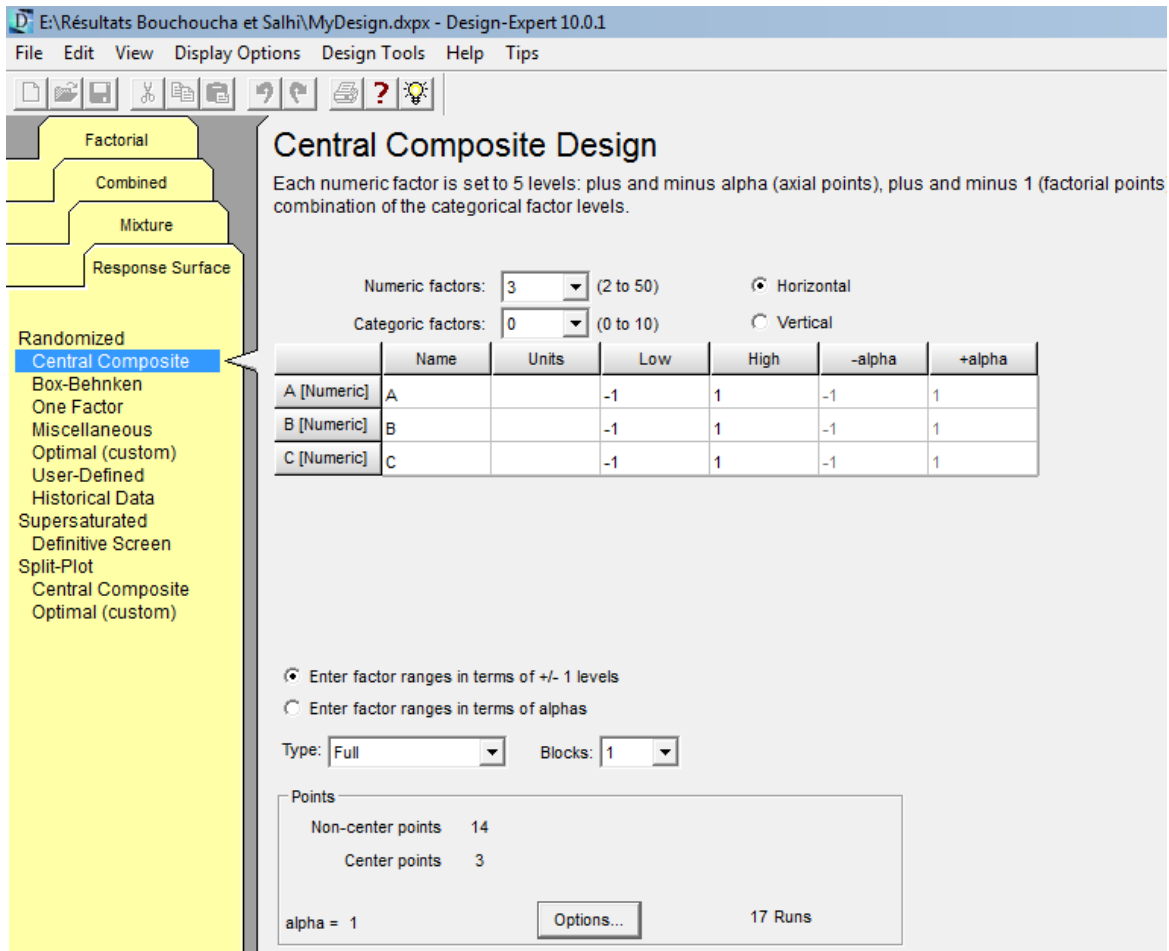 E:\Résultats Bouchoucha et Salhi\MyDesign.dxpx - Design-Expert 10.0.1
File Edit View Display Options Design Tools Help Tips
Factorial
Combined
Mixture
Response Surface
Randomized
Central Composite
Box-Behnken
One Factor
Miscellaneous
Optimal (custom)
User-Defined
Historical Data
Supersaturated
Definitive Screen
Split-Plot
Central Composite
Optimal (custom)
Central Composite Design
Each numeric factor is set to 5 levels: plus and minus alpha (axial points), plus and minus 1 (factorial points)
combination of the categorical factor levels.
Numeric factors: 3 (2 to 50) Horizontal
Categoric factors: 0 (0 to 10) Vertical
Name Units Low High -alpha +alpha
A [Numeric] A -1 1 -1 1
B [Numeric] B -1 1 -1 1
C [Numeric] C -1 1 -1 1
Enter factor ranges in terms of +/- 1 levels
Enter factor ranges in terms of alphas
Type: Full Blocks: 1
Points
Non-center points 14
Center points 3
alpha = 1 Options... 17 Runs